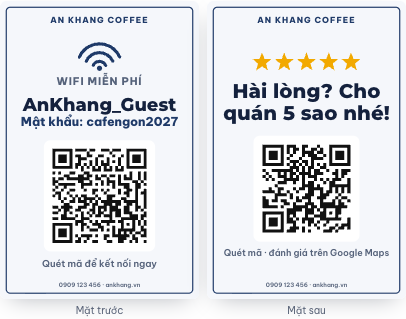 AN KHANG COFFEE
WIFI MIỄN PHÍ
AnKhang_Guest
Mật khẩu: cafengon2027
Quét mã để kết nối ngay
0909 123 456 · ankhang.vn
Mặt trước
AN KHANG COFFEE
Hài lòng? Cho
quán 5 sao nhé!
Quét mã · đánh giá trên Google Maps
0909 123 456 · ankhang.vn
Mặt sau